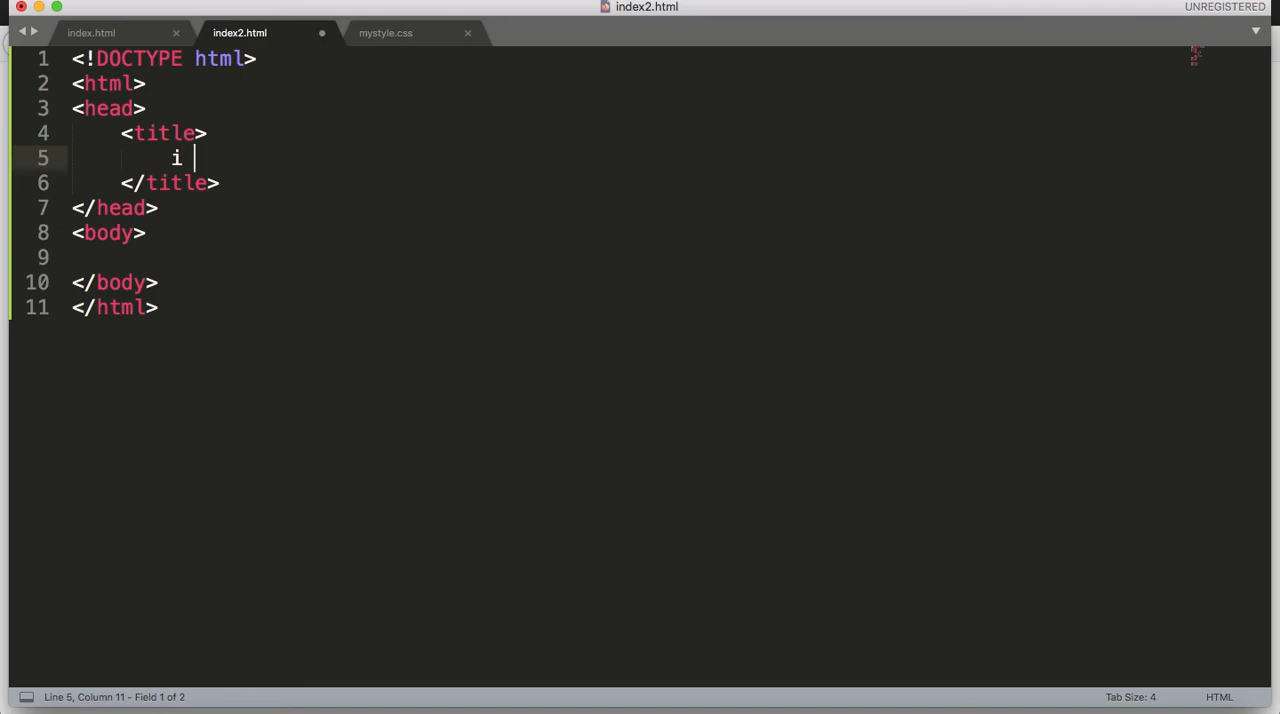 index2.html
UNREGISTERED
index.html
index2.html
mystyle.css
1 <!DOCTYPE html>
2 <html>
3 <head>
4 <title>
5 i
6 </title>
7 </head>
8 <body>
9
10 </body>
11 </html>
Line 5, Column 11 - Field 1 of 2
Tab Size: 4
HTML